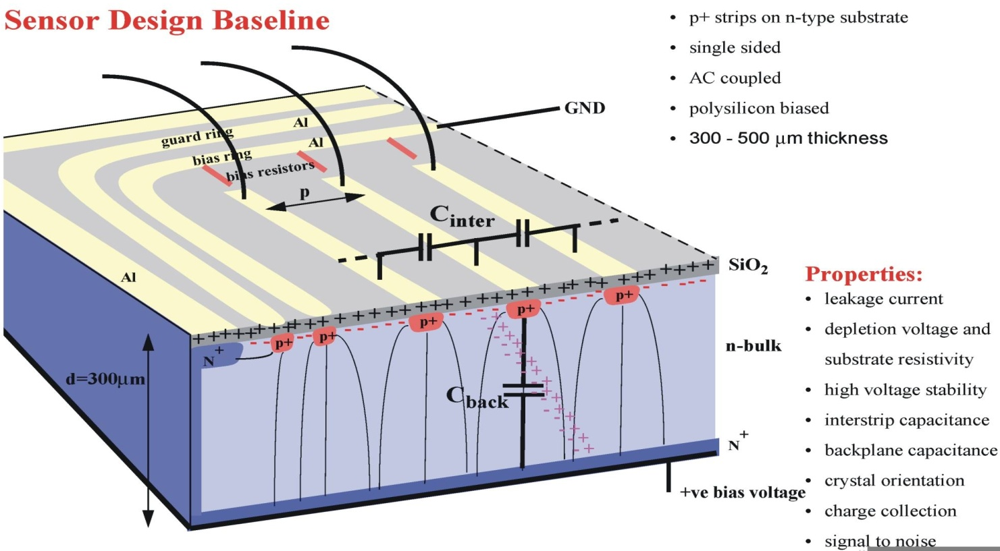 Sensor Design Baseline
• p+ strips on n-type substrate
• single sided
• AC coupled
• polysilicon biased
• 300 - 500 μm thickness
GND
Al
guard ring
Al
bias ring
bias resistors
p
C_inter
Al
SiO₂
p+
p+
p+
p+
p+
N⁺
n-bulk
d=300μm
C_back
N⁺
+ve bias voltage
Properties:
• leakage current
• depletion voltage and
substrate resistivity
• high voltage stability
• interstrip capacitance
• backplane capacitance
• crystal orientation
• charge collection
• signal to noise